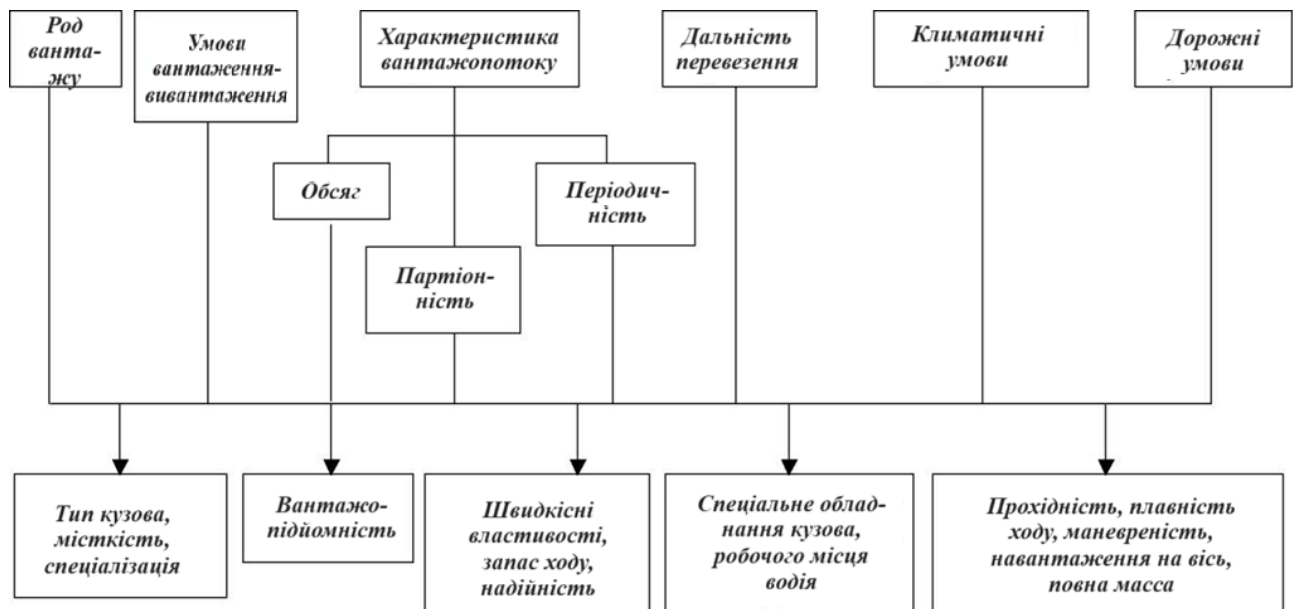 Род
ванта-
жу
Умови
вантаження-
вивантаження
Характеристика
вантажопотоку
Дальність
перевезення
Климатичні
умови
Дорожні
умови
Обсяг
Періодич-
ність
Партіон-
ність
Тип кузова,
місткість,
спеціалізація
Вантажо-
підйомність
Швидкісні
властивості,
запас ходу,
надійність
Спеціальне облад-
нання кузова,
робочого місця
водія
Прохідність, плавність
ходу, маневреність,
навантаження на вісь,
повна масса